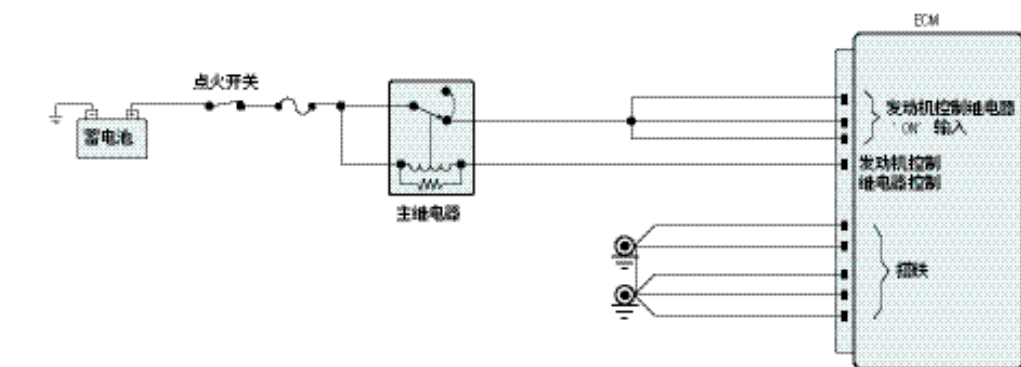 ECM
点火开关
蓄电池
发动机控制继电器
'ON' 输入
发动机控制
继电器控制
主继电器
搭铁